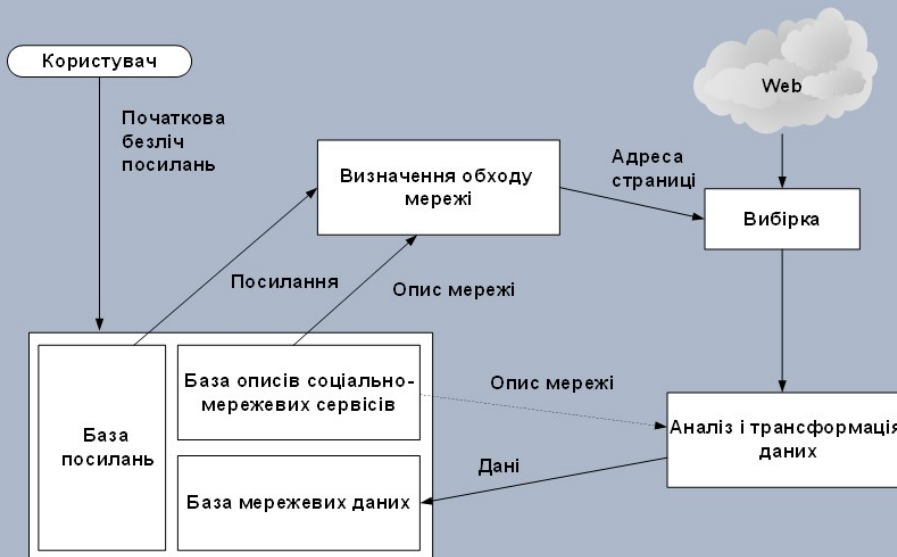 Користувач
Web
Початкова
безліч
посилань
Визначення обходу
мережі
Адреса
страниці
Вибірка
Посилання
Опис мережі
База описів соціально-
мережевих сервісів
Опис мережі
База
посилань
Аналіз і трансформація
даних
Дані
База мережевих даних